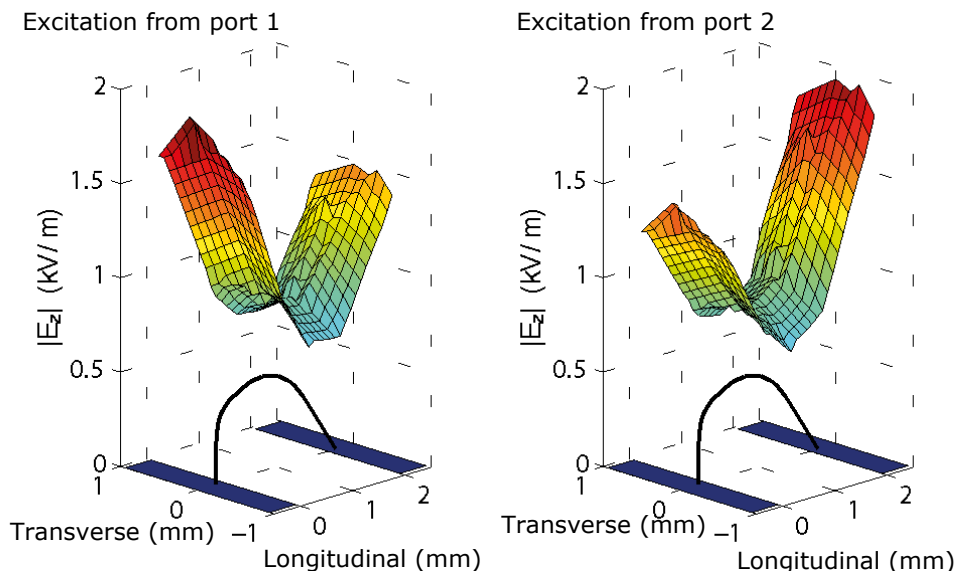 Excitation from port 1
Excitation from port 2
2
1.5
1
0.5
0
|E_z| (kV/m)
1
0
−1
Transverse (mm)
0
1
2
Longitudinal (mm)
2
1.5
1
0.5
0
|E_z| (kV/m)
1
0
−1
Transverse (mm)
0
1
2
Longitudinal (mm)